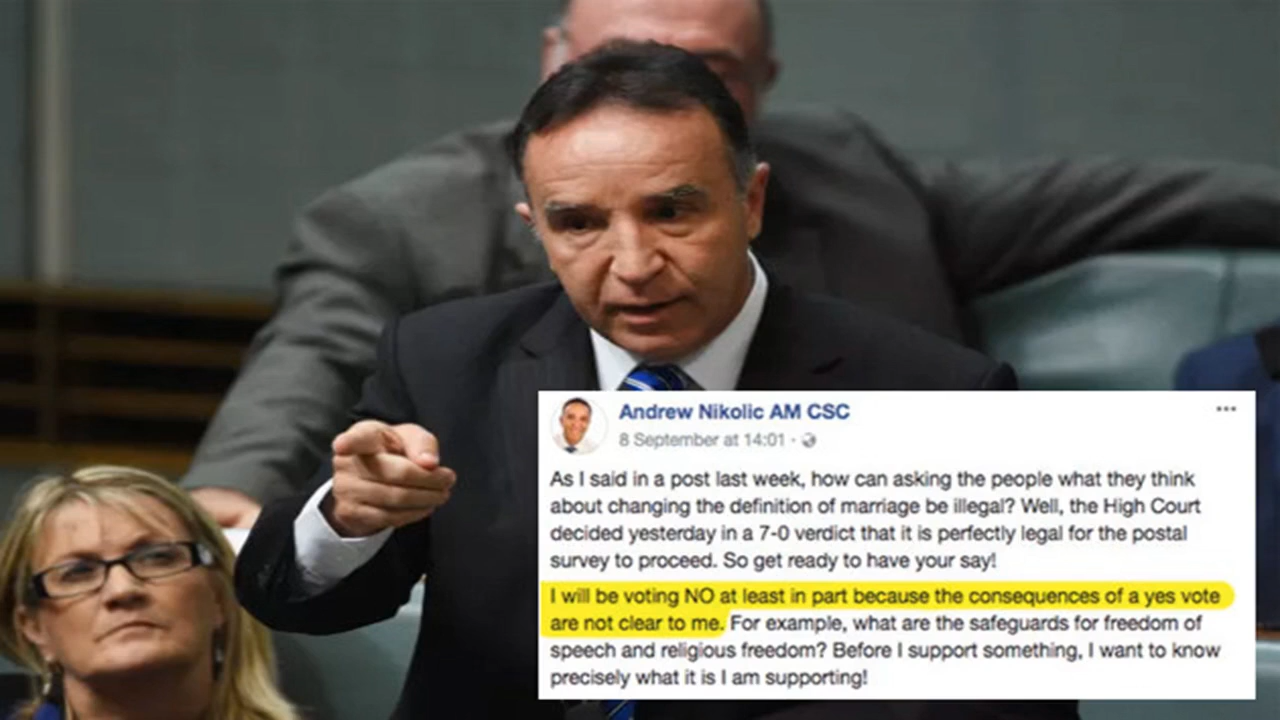 Andrew Nikolic AM CSC
8 September at 14:01
As I said in a post last week, how can asking the people what they think
about changing the definition of marriage be illegal? Well, the High Court
decided yesterday in a 7-0 verdict that it is perfectly legal for the postal
survey to proceed. So get ready to have your say!
I will be voting NO at least in part because the consequences of a yes vote
are not clear to me. For example, what are the safeguards for freedom of
speech and religious freedom? Before I support something, I want to know
precisely what it is I am supporting!